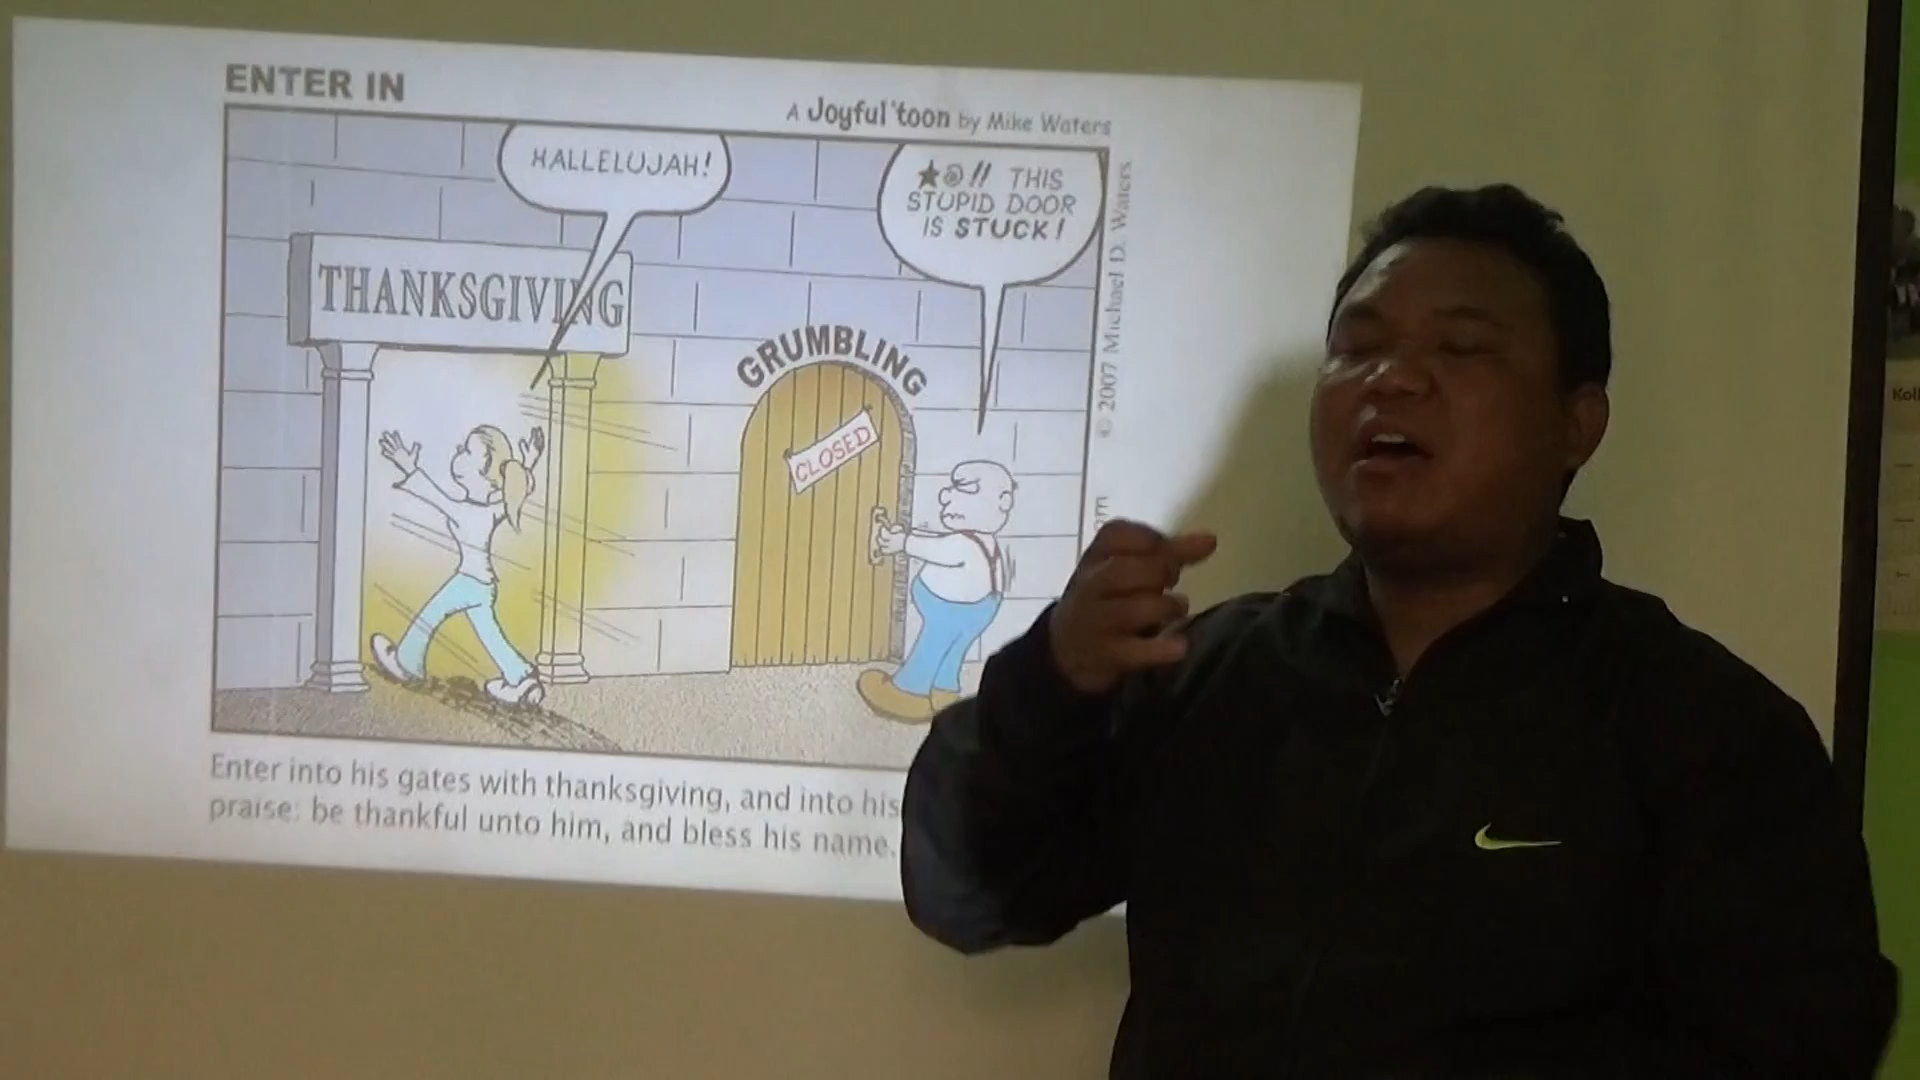 ENTER IN
A Joyful 'toon by Mike Waters
HALLELUJAH!
★@!! THIS
STUPID DOOR
IS STUCK!
THANKSGIVING
GRUMBLING
CLOSED
© 2007 Michael D. Waters
Enter into his gates with thanksgiving, and into his
praise: be thankful unto him, and bless his name.